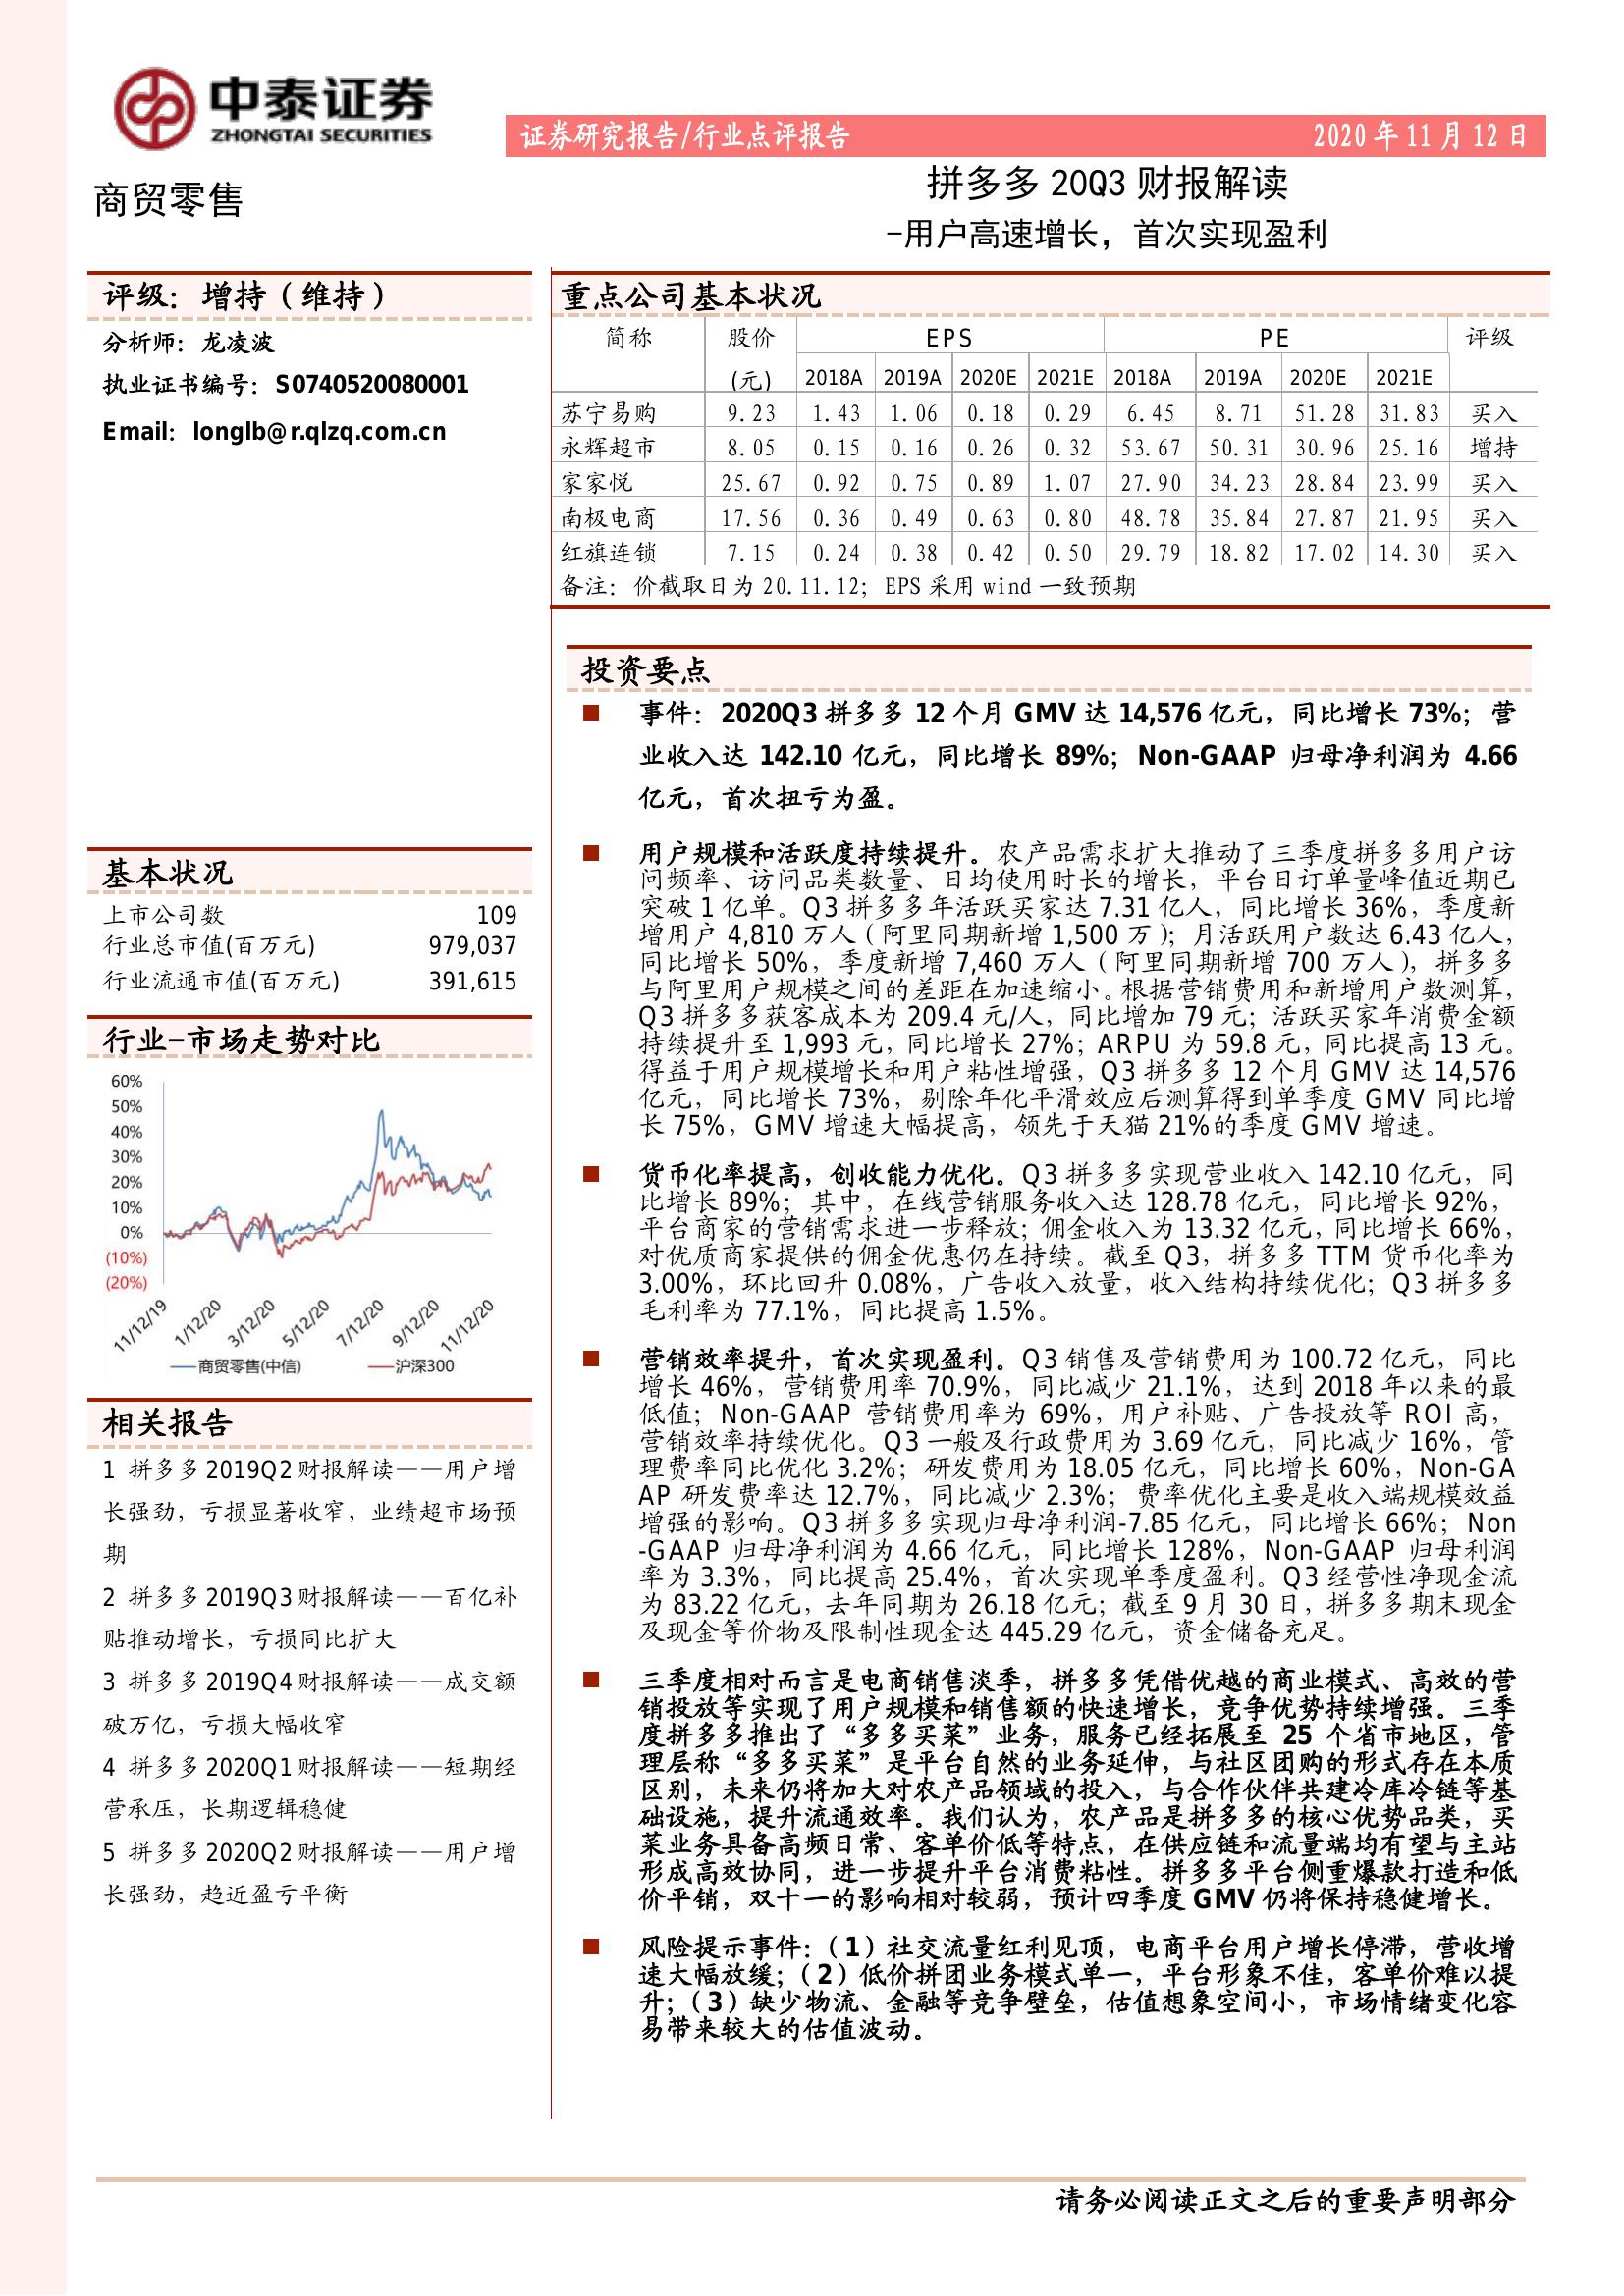 中泰证券
ZHONGTAI SECURITIES
证券研究报告/行业点评报告 2020年11月12日
商贸零售
拼多多20Q3财报解读
-用户高速增长，首次实现盈利
评级：增持（维持）
分析师：龙凌波
执业证书编号：S0740520080001
Email：longlb@r.qlzq.com.cn
基本状况
上市公司数 109
行业总市值(百万元) 979,037
行业流通市值(百万元) 391,615
行业-市场走势对比
60%
50%
40%
30%
20%
10%
0%
(10%)
(20%)
11/12/19 1/12/20 3/12/20 5/12/20 7/12/20 9/12/20 11/12/20
商贸零售(中信) 沪深300
相关报告
1 拼多多2019Q2财报解读——用户增
长强劲，亏损显著收窄，业绩超市场预
期
2 拼多多2019Q3财报解读——百亿补
贴推动增长，亏损同比扩大
3 拼多多2019Q4财报解读——成交额
破万亿，亏损大幅收窄
4 拼多多2020Q1财报解读——短期经
营承压，长期逻辑稳健
5 拼多多2020Q2财报解读——用户增
长强劲，趋近盈亏平衡
重点公司基本状况
简称 股价 EPS PE 评级
(元) 2018A 2019A 2020E 2021E 2018A 2019A 2020E 2021E
苏宁易购 9.23 1.43 1.06 0.18 0.29 6.45 8.71 51.28 31.83 买入
永辉超市 8.05 0.15 0.16 0.26 0.32 53.67 50.31 30.96 25.16 增持
家家悦 25.67 0.92 0.75 0.89 1.07 27.90 34.23 28.84 23.99 买入
南极电商 17.56 0.36 0.49 0.63 0.80 48.78 35.84 27.87 21.95 买入
红旗连锁 7.15 0.24 0.38 0.42 0.50 29.79 18.82 17.02 14.30 买入
备注：价截取日为20.11.12；EPS采用wind一致预期
投资要点
事件：2020Q3拼多多12个月GMV达14,576亿元，同比增长73%；营
业收入达142.10亿元，同比增长89%；Non-GAAP归母净利润为4.66
亿元，首次扭亏为盈。
用户规模和活跃度持续提升。农产品需求扩大推动了三季度拼多多用户访
问频率、访问品类数量、日均使用时长的增长，平台日订单量峰值近期已
突破1亿单。Q3拼多多年活跃买家达7.31亿人，同比增长36%，季度新
增用户4,810万人（阿里同期新增1,500万）；月活跃用户数达6.43亿人，
同比增长50%，季度新增7,460万人（阿里同期新增700万人），拼多多
与阿里用户规模之间的差距在加速缩小。根据营销费用和新增用户数测算，
Q3拼多多获客成本为209.4元/人，同比增加79元；活跃买家年消费金额
持续提升至1,993元，同比增长27%；ARPU为59.8元，同比提高13元。
得益于用户规模增长和用户粘性增强，Q3拼多多12个月GMV达14,576
亿元，同比增长73%，剔除年化平滑效应后测算得到单季度GMV同比增
长75%，GMV增速大幅提高，领先于天猫21%的季度GMV增速。
货币化率提高，创收能力优化。Q3拼多多实现营业收入142.10亿元，同
比增长89%；其中，在线营销服务收入达128.78亿元，同比增长92%，
平台商家的营销需求进一步释放；佣金收入为13.32亿元，同比增长66%，
对优质商家提供的佣金优惠仍在持续。截至Q3，拼多多TTM货币化率为
3.00%，环比回升0.08%，广告收入放量，收入结构持续优化；Q3拼多多
毛利率为77.1%，同比提高1.5%。
营销效率提升，首次实现盈利。Q3销售及营销费用为100.72亿元，同比
增长46%，营销费用率70.9%，同比减少21.1%，达到2018年以来的最
低值；Non-GAAP营销费用率为69%，用户补贴、广告投放等ROI高，
营销效率持续优化。Q3一般及行政费用为3.69亿元，同比减少16%，管
理费率同比优化3.2%；研发费用为18.05亿元，同比增长60%，Non-GA
AP研发费率达12.7%，同比减少2.3%；费率优化主要是收入端规模效益
增强的影响。Q3拼多多实现归母净利润-7.85亿元，同比增长66%；Non
-GAAP归母净利润为4.66亿元，同比增长128%，Non-GAAP归母利润
率为3.3%，同比提高25.4%，首次实现单季度盈利。Q3经营性净现金流
为83.22亿元，去年同期为26.18亿元；截至9月30日，拼多多期末现金
及现金等价物及限制性现金达445.29亿元，资金储备充足。
三季度相对而言是电商销售淡季，拼多多凭借优越的商业模式、高效的营
销投放等实现了用户规模和销售额的快速增长，竞争优势持续增强。三季
度拼多多推出了“多多买菜”业务，服务已经拓展至25个省市地区，管
理层称“多多买菜”是平台自然的业务延伸，与社区团购的形式存在本质
区别，未来仍将加大对农产品领域的投入，与合作伙伴共建冷库冷链等基
础设施，提升流通效率。我们认为，农产品是拼多多的核心优势品类，买
菜业务具备高频日常、客单价低等特点，在供应链和流量端均有望与主站
形成高效协同，进一步提升平台消费粘性。拼多多平台侧重爆款打造和低
价平销，双十一的影响相对较弱，预计四季度GMV仍将保持稳健增长。
风险提示事件：（1）社交流量红利见顶，电商平台用户增长停滞，营收增
速大幅放缓；（2）低价拼团业务模式单一，平台形象不佳，客单价难以提
升；（3）缺少物流、金融等竞争壁垒，估值想象空间小，市场情绪变化容
易带来较大的估值波动。
请务必阅读正文之后的重要声明部分